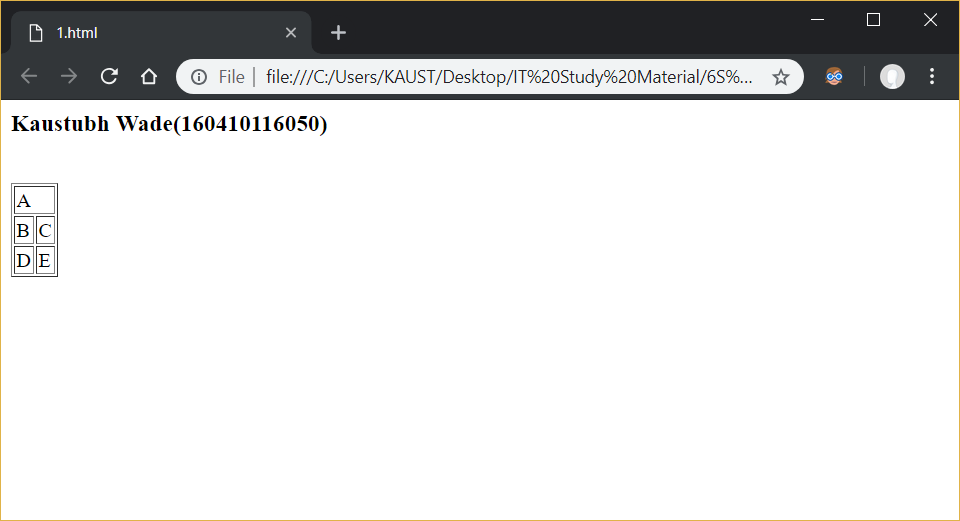 1.html
File file:///C:/Users/KAUST/Desktop/IT%20Study%20Material/6S%...
Kaustubh Wade(160410116050)
A
B C
D E